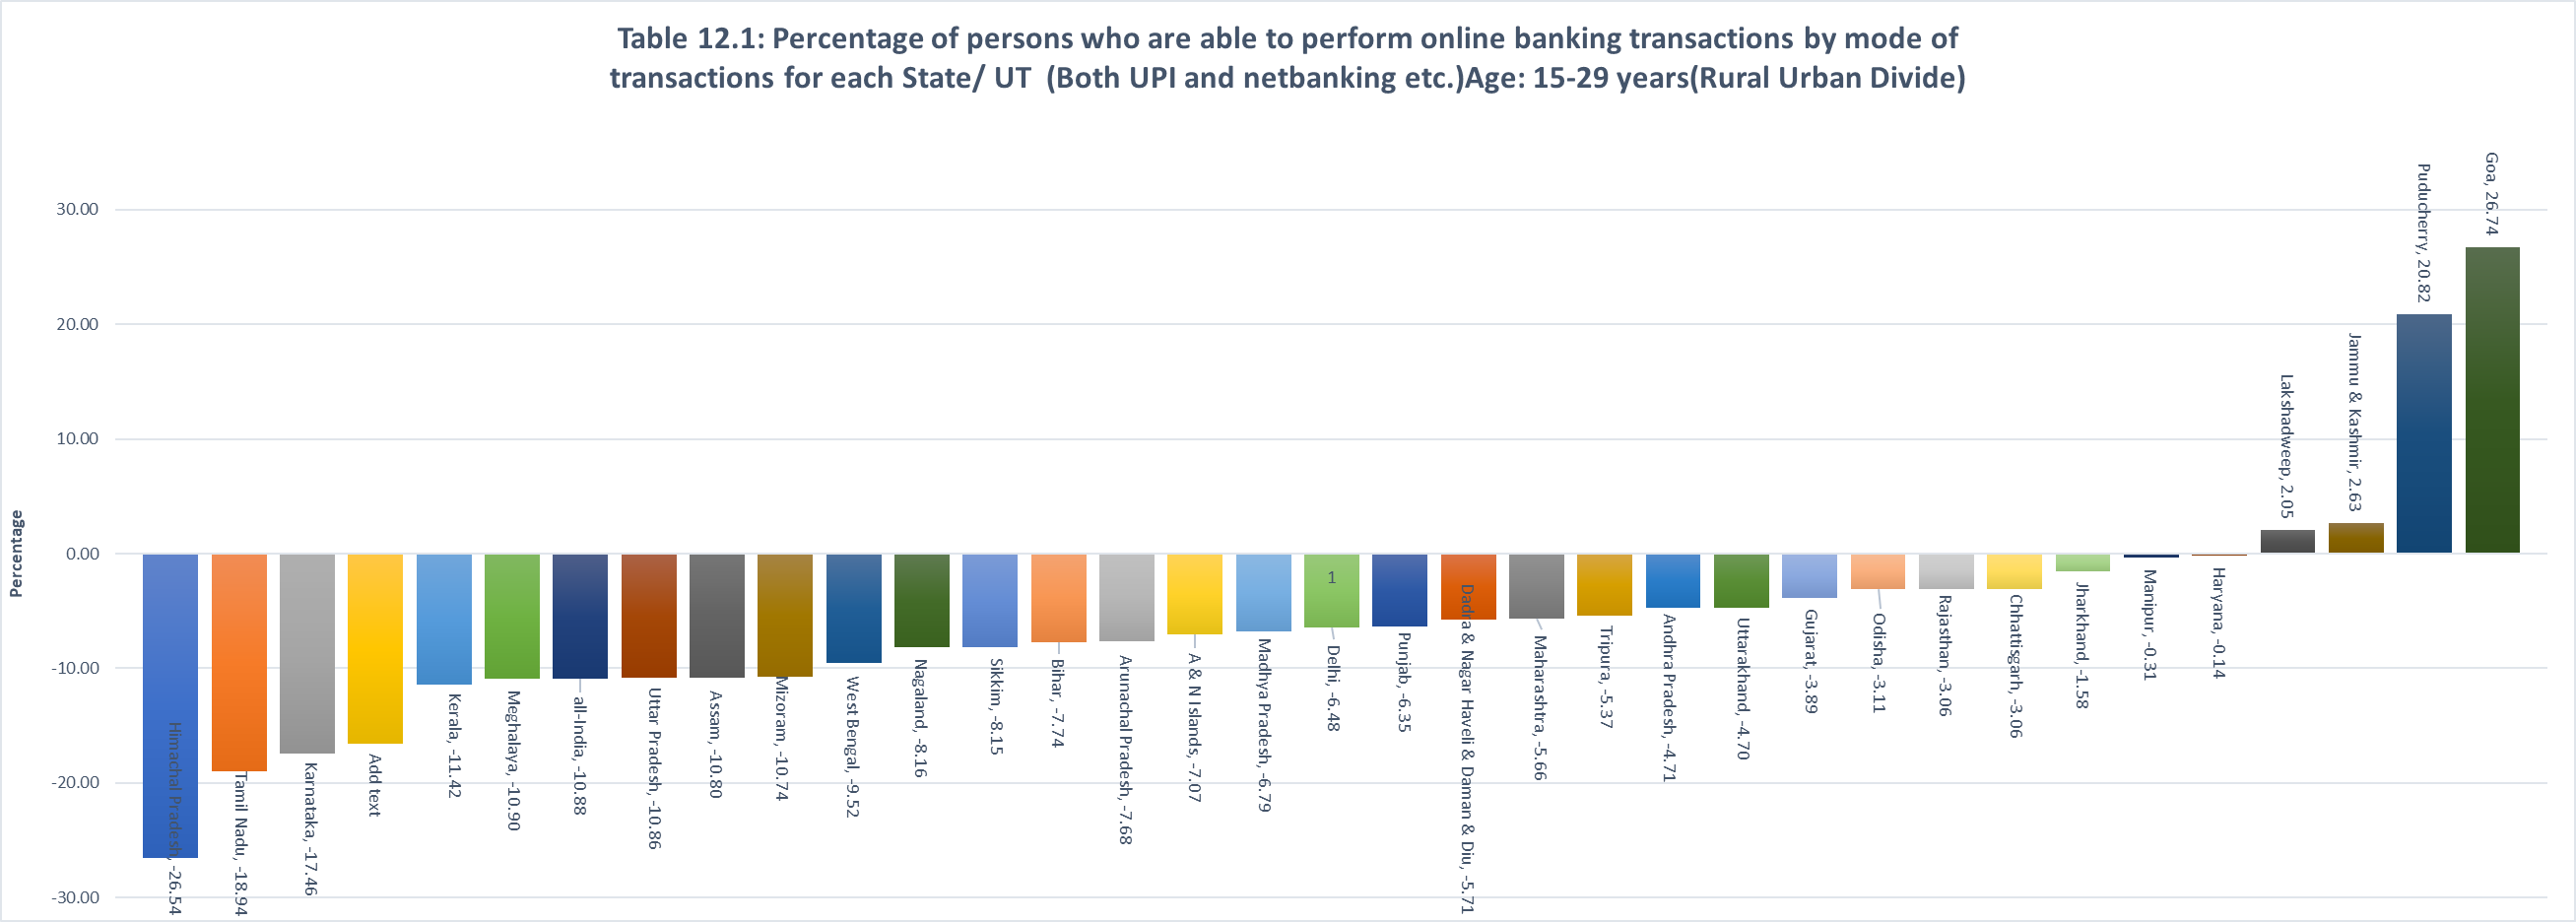 Table 12.1: Percentage of persons who are able to perform online banking transactions by mode of
transactions for each State/ UT (Both UPI and netbanking etc.)Age: 15-29 years(Rural Urban Divide)
Percentage
30.00
20.00
10.00
0.00
-10.00
-20.00
-30.00
Himachal Pradesh, -26.54
Tamil Nadu, -18.94
Karnataka, -17.46
Add text
Kerala, -11.42
Meghalaya, -10.90
all-India, -10.88
Uttar Pradesh, -10.86
Assam, -10.80
Mizoram, -10.74
West Bengal, -9.52
Nagaland, -8.16
Sikkim, -8.15
Bihar, -7.74
Arunachal Pradesh, -7.68
A & N Islands, -7.07
Madhya Pradesh, -6.79
1
Delhi, -6.48
Punjab, -6.35
Dadra & Nagar Haveli & Daman & Diu, -5.71
Maharashtra, -5.66
Tripura, -5.37
Andhra Pradesh, -4.71
Uttarakhand, -4.70
Gujarat, -3.89
Odisha, -3.11
Rajasthan, -3.06
Chhattisgarh, -3.06
Jharkhand, -1.58
Manipur, -0.31
Haryana, -0.14
Lakshadweep, 2.05
Jammu & Kashmir, 2.63
Puducherry, 20.82
Goa, 26.74